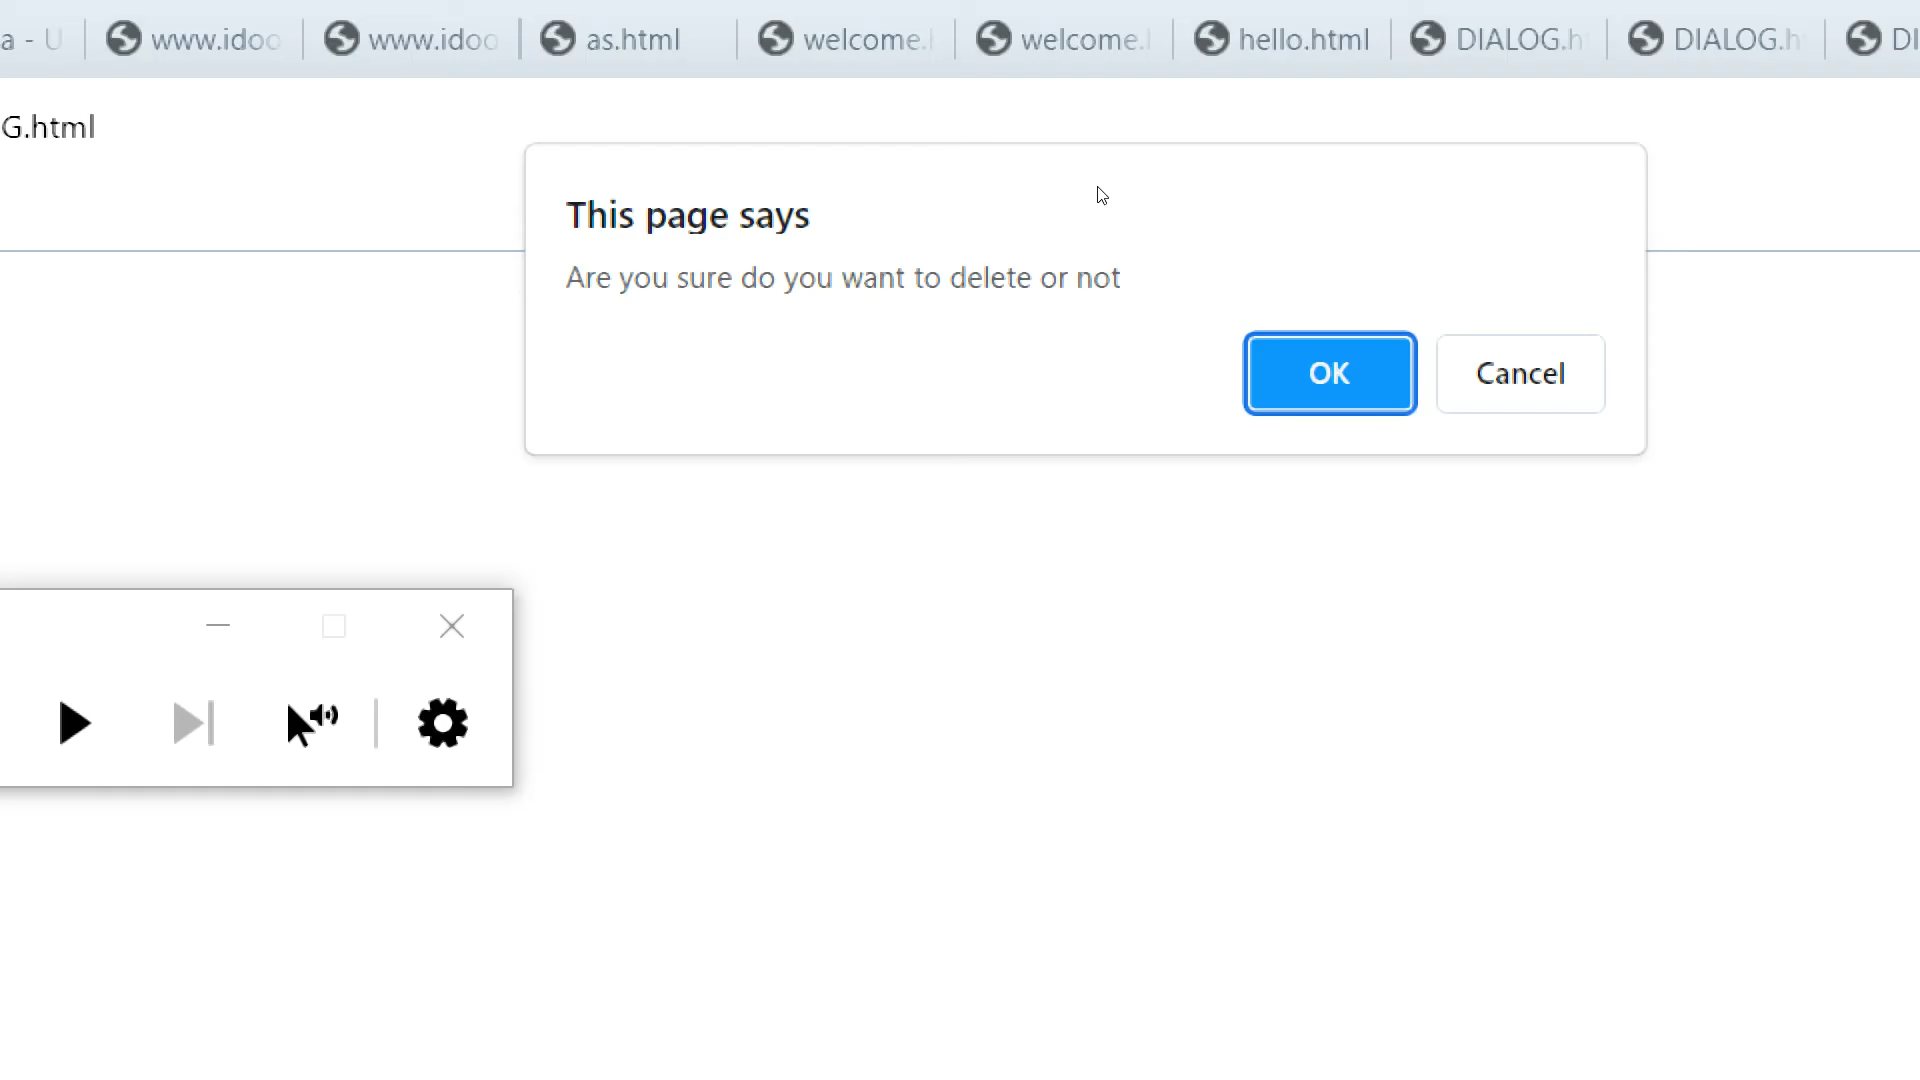 a - U
www.idoo
www.idoo
as.html
welcome.
welcome.
hello.html
DIALOG.h
DIALOG.h
DI
G.html
This page says
Are you sure do you want to delete or not
OK
Cancel